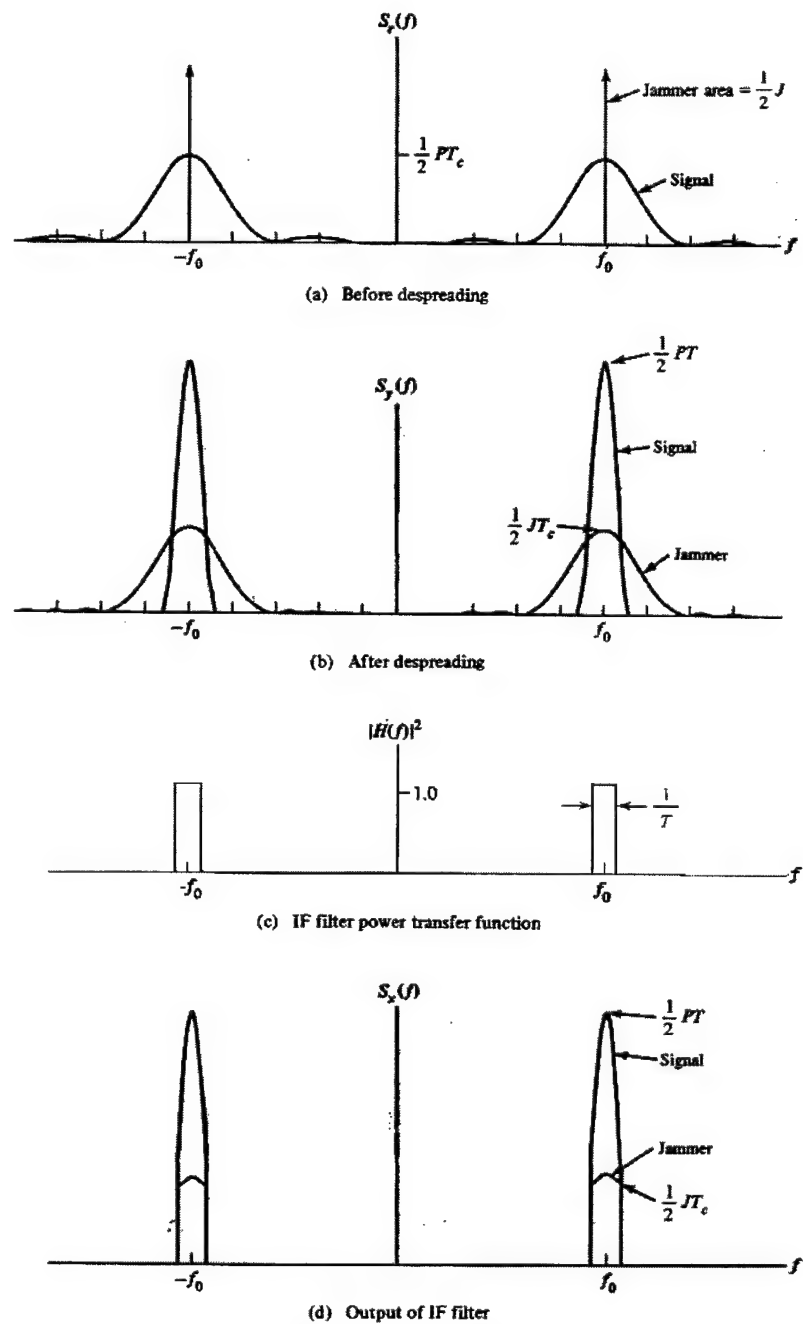 S_r(f)
Jammer area = 1/2 J
1/2 PT_c
Signal
-f_0
f_0
f
(a) Before despreading
1/2 PT
S_y(f)
Signal
1/2 JT_c
Jammer
-f_0
f_0
f
(b) After despreading
|H(f)|^2
1.0
1/T
-f_0
f_0
f
(c) IF filter power transfer function
S_x(f)
1/2 PT
Signal
Jammer
1/2 JT_c
-f_0
f_0
f
(d) Output of IF filter